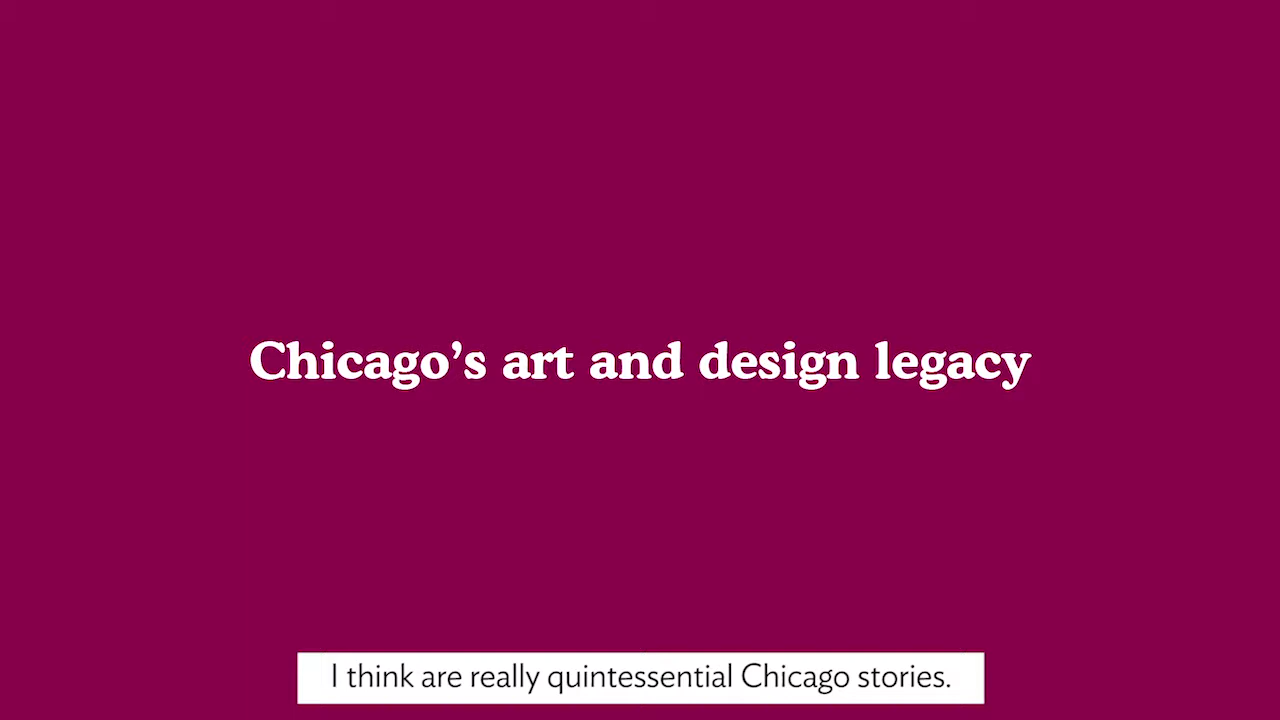 Chicago’s art and design legacy
I think are really quintessential Chicago stories.